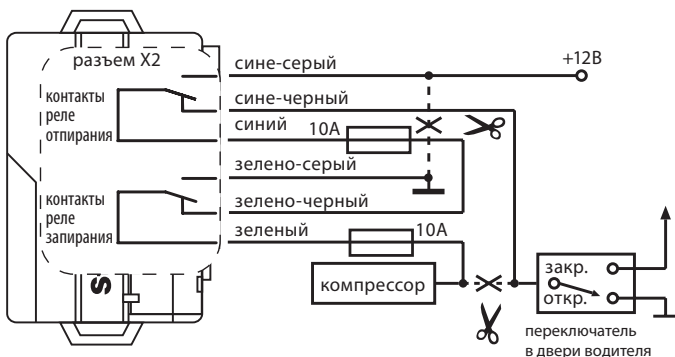 разъем X2
сине-серый
+12В
контакты
реле
отпирания
сине-черный
синий
10А
зелено-серый
контакты
реле
запирания
зелено-черный
зеленый
10А
компрессор
закр.
откр.
переключатель
в двери водителя
S